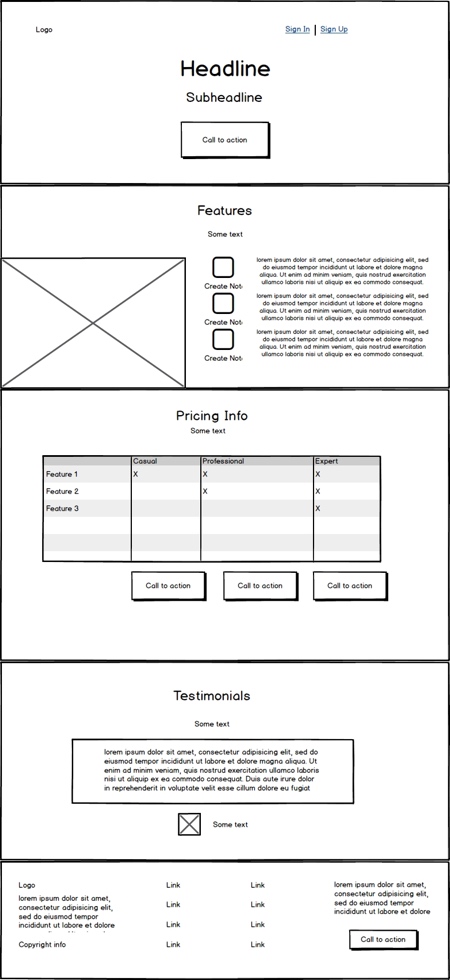 Logo
Sign In | Sign Up
Headline
Subheadline
Call to action
Features
Some text
Create Not
lorem ipsum dolor sit amet, consectetur adipisicing elit, sed
do eiusmod tempor incididunt ut labore et dolore magna
aliqua. Ut enim ad minim veniam, quis nostrud exercitation
ullamco laboris nisi ut aliquip ex ea commodo consequat.
Create Not
lorem ipsum dolor sit amet, consectetur adipisicing elit, sed
do eiusmod tempor incididunt ut labore et dolore magna
aliqua. Ut enim ad minim veniam, quis nostrud exercitation
ullamco laboris nisi ut aliquip ex ea commodo consequat.
Create Not
lorem ipsum dolor sit amet, consectetur adipisicing elit, sed
do eiusmod tempor incididunt ut labore et dolore magna
aliqua. Ut enim ad minim veniam, quis nostrud exercitation
ullamco laboris nisi ut aliquip ex ea commodo consequat.
Pricing Info
Some text
Casual Professional Expert
Feature 1 X X X
Feature 2 X X
Feature 3 X
Call to action Call to action Call to action
Testimonials
Some text
lorem ipsum dolor sit amet, consectetur adipisicing elit, sed do
eiusmod tempor incididunt ut labore et dolore magna aliqua. Ut
enim ad minim veniam, quis nostrud exercitation ullamco laboris
nisi ut aliquip ex ea commodo consequat. Duis aute irure dolor
in reprehenderit in voluptate velit esse cillum dolore eu fugiat
Some text
Logo
lorem ipsum dolor sit amet,
consectetur adipisicing elit,
sed do eiusmod tempor
incididunt ut labore et dolore
Copyright info
Link
Link
Link
Link
Link
Link
Link
Link
lorem ipsum dolor sit amet,
consectetur adipisicing elit,
sed do eiusmod tempor
incididunt ut labore et dolore
Call to action